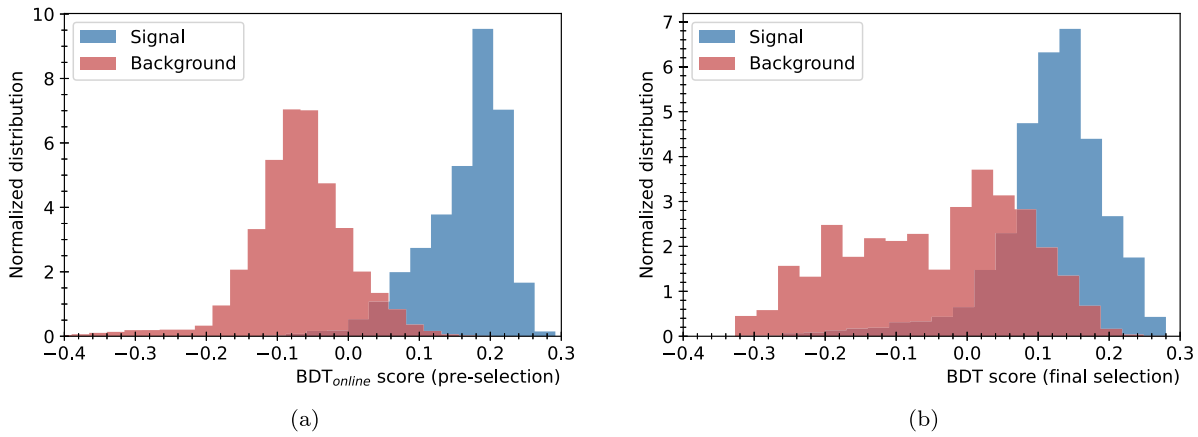 Signal
Background
Normalized distribution
10
8
6
4
2
0
−0.4 −0.3 −0.2 −0.1 0.0 0.1 0.2 0.3
BDTonline score (pre-selection)
(a)
Signal
Background
Normalized distribution
7
6
5
4
3
2
1
0
−0.4 −0.3 −0.2 −0.1 0.0 0.1 0.2 0.3
BDT score (final selection)
(b)